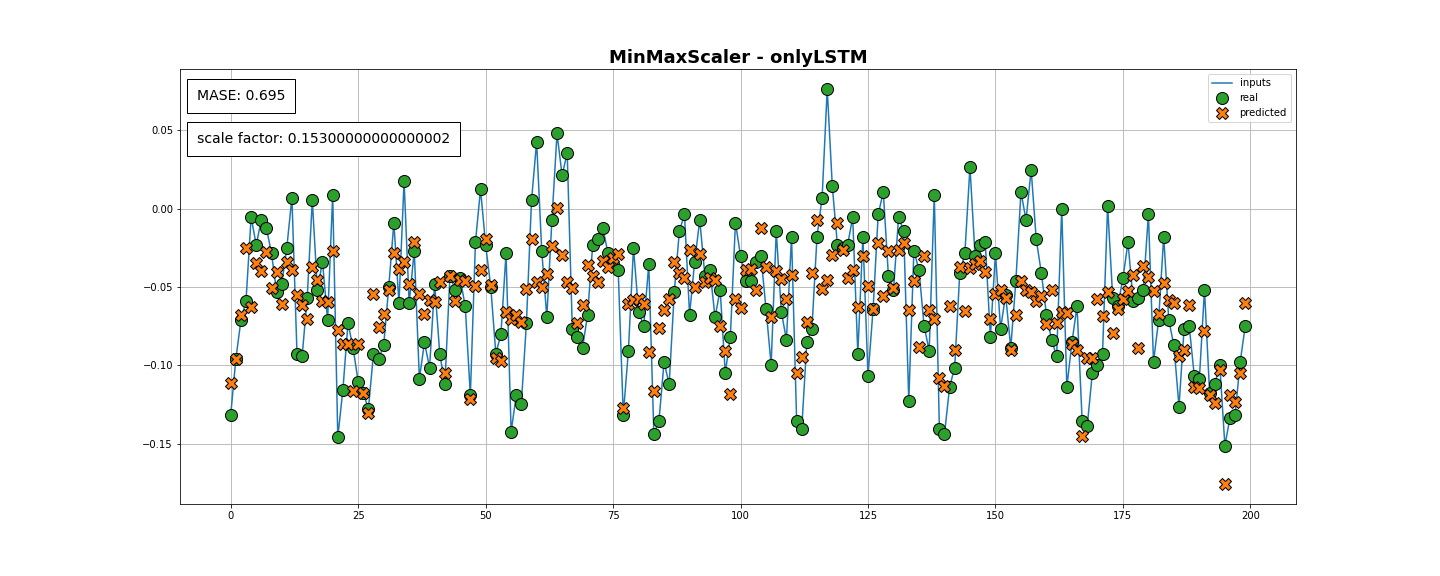 MinMaxScaler - onlyLSTM
MASE: 0.695
scale factor: 0.15300000000000002
inputs
real
predicted
0.05
0.00
−0.05
−0.10
−0.15
0 25 50 75 100 125 150 175 200